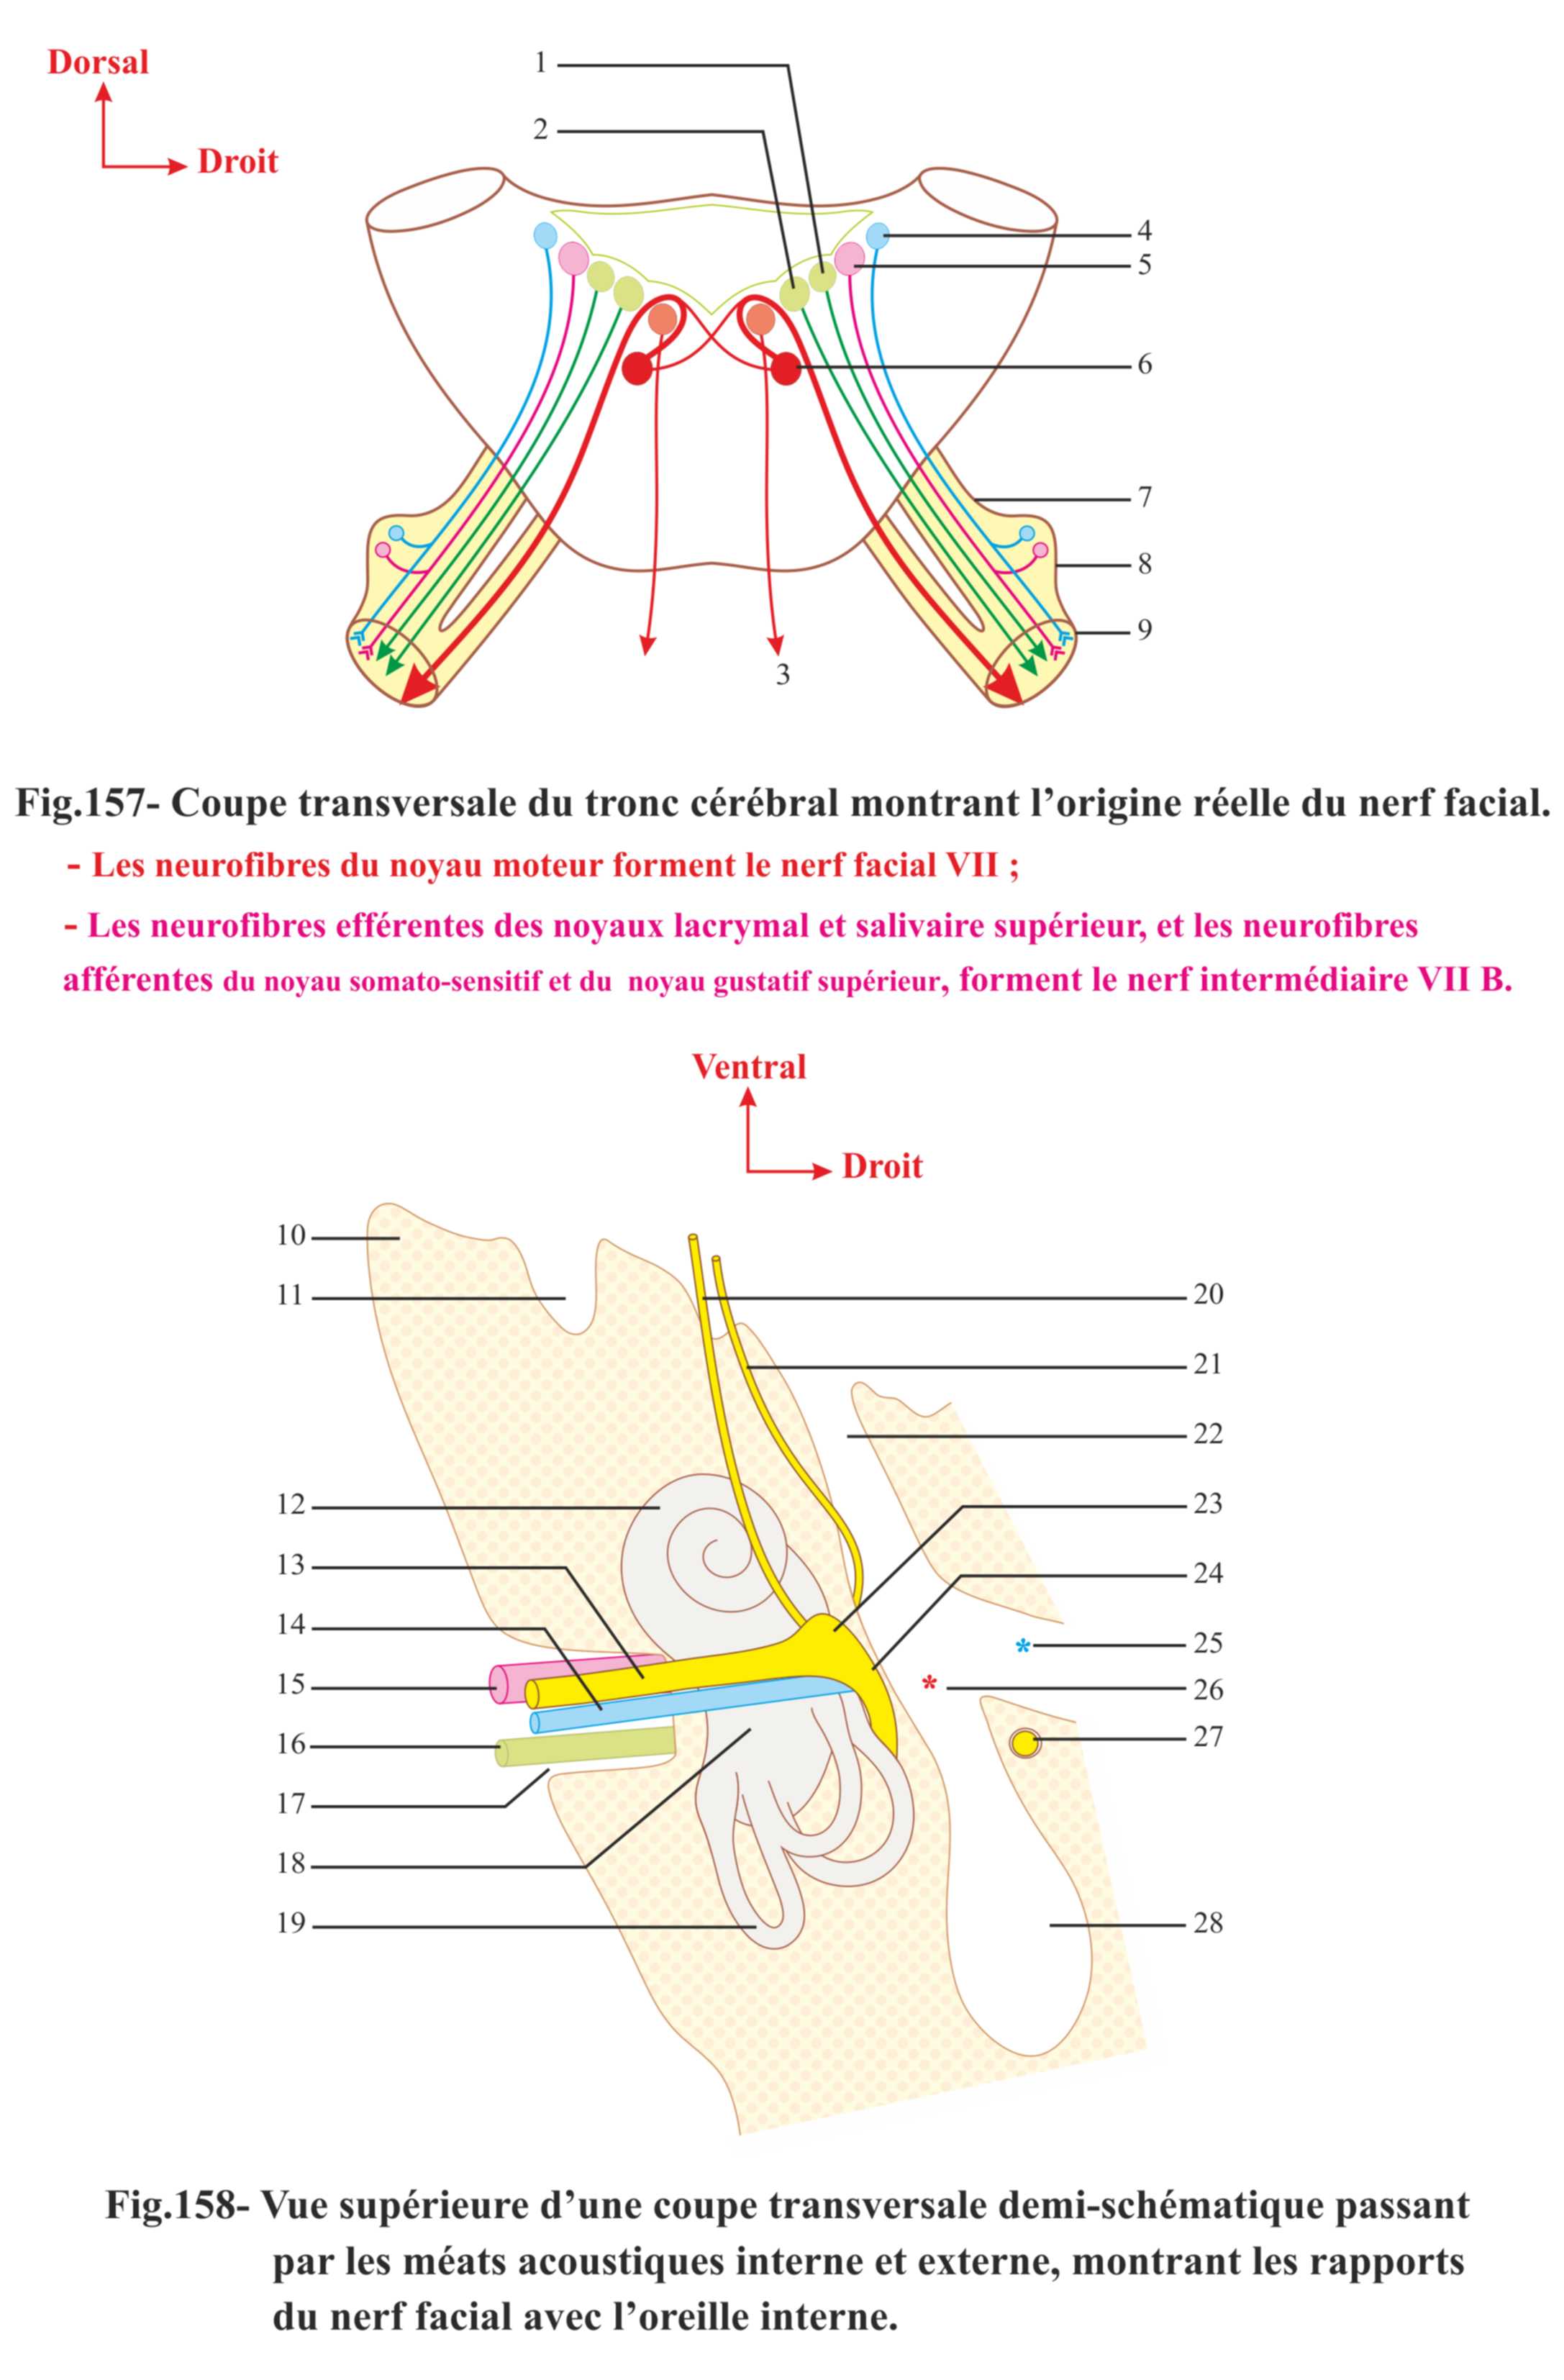 Dorsal
Droit
1
2
4
5
6
7
8
9
3
Fig.157- Coupe transversale du tronc cérébral montrant l’origine réelle du nerf facial.
- Les neurofibres du noyau moteur forment le nerf facial VII ;
- Les neurofibres efférentes des noyaux lacrymal et salivaire supérieur, et les neurofibres
afférentes du noyau somato-sensitif et du noyau gustatif supérieur, forment le nerf intermédiaire VII B.
Ventral
Droit
10
11
12
13
14
15
16
17
18
19
20
21
22
23
24
* 25
* 26
27
28
Fig.158- Vue supérieure d’une coupe transversale demi-schématique passant
par les méats acoustiques interne et externe, montrant les rapports
du nerf facial avec l’oreille interne.